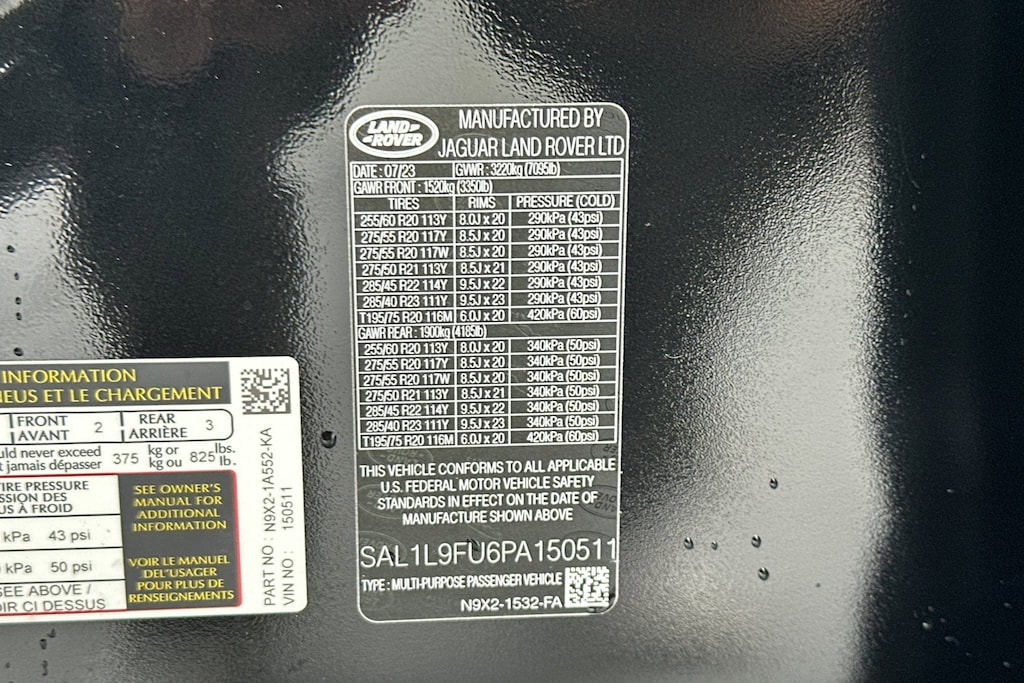 LAND ROVER
MANUFACTURED BY
JAGUAR LAND ROVER LTD
DATE : 07/23 GVWR : 3220kg (7095lb)
GAWR FRONT : 1520kg (3350lb)
TIRES RIMS PRESSURE (COLD)
255/60 R20 113Y 8.0J x 20 290kPa (43psi)
275/55 R20 117Y 8.5J x 20 290kPa (43psi)
275/55 R20 117W 8.5J x 20 290kPa (43psi)
275/50 R21 113Y 8.5J x 21 290kPa (43psi)
285/45 R22 114Y 9.5J x 22 290kPa (43psi)
285/40 R23 111Y 9.5J x 23 290kPa (43psi)
T195/75 R20 116M 6.0J x 20 420kPa (60psi)
GAWR REAR : 1900kg (4185lb)
255/60 R20 113Y 8.0J x 20 340kPa (50psi)
275/55 R20 117Y 8.5J x 20 340kPa (50psi)
275/55 R20 117W 8.5J x 20 340kPa (50psi)
275/50 R21 113Y 8.5J x 21 340kPa (50psi)
285/45 R22 114Y 9.5J x 22 340kPa (50psi)
285/40 R23 111Y 9.5J x 23 340kPa (50psi)
T195/75 R20 116M 6.0J x 20 420kPa (60psi)
THIS VEHICLE CONFORMS TO ALL APPLICABLE
U.S. FEDERAL MOTOR VEHICLE SAFETY
STANDARDS IN EFFECT ON THE DATE OF
MANUFACTURE SHOWN ABOVE
SAL1L9FU6PA150511
TYPE : MULTI-PURPOSE PASSENGER VEHICLE
N9X2-1532-FA
INFORMATION
NEUS ET LE CHARGEMENT
FRONT 2 REAR 3
AVANT ARRIÈRE
uld never exceed 375 kg or 825 lbs.
t jamais dépasser kg ou lb.
TIRE PRESSURE
SSION DES
US À FROID
kPa 43 psi
kPa 50 psi
SEE ABOVE /
OIR CI DESSUS
SEE OWNER'S
MANUAL FOR
ADDITIONAL
INFORMATION
VOIR LE MANUEL
DEL'USAGER
POUR PLUS DE
RENSEIGNEMENTS
PART NO : N9X2-1A552-KA
VIN NO : 150511